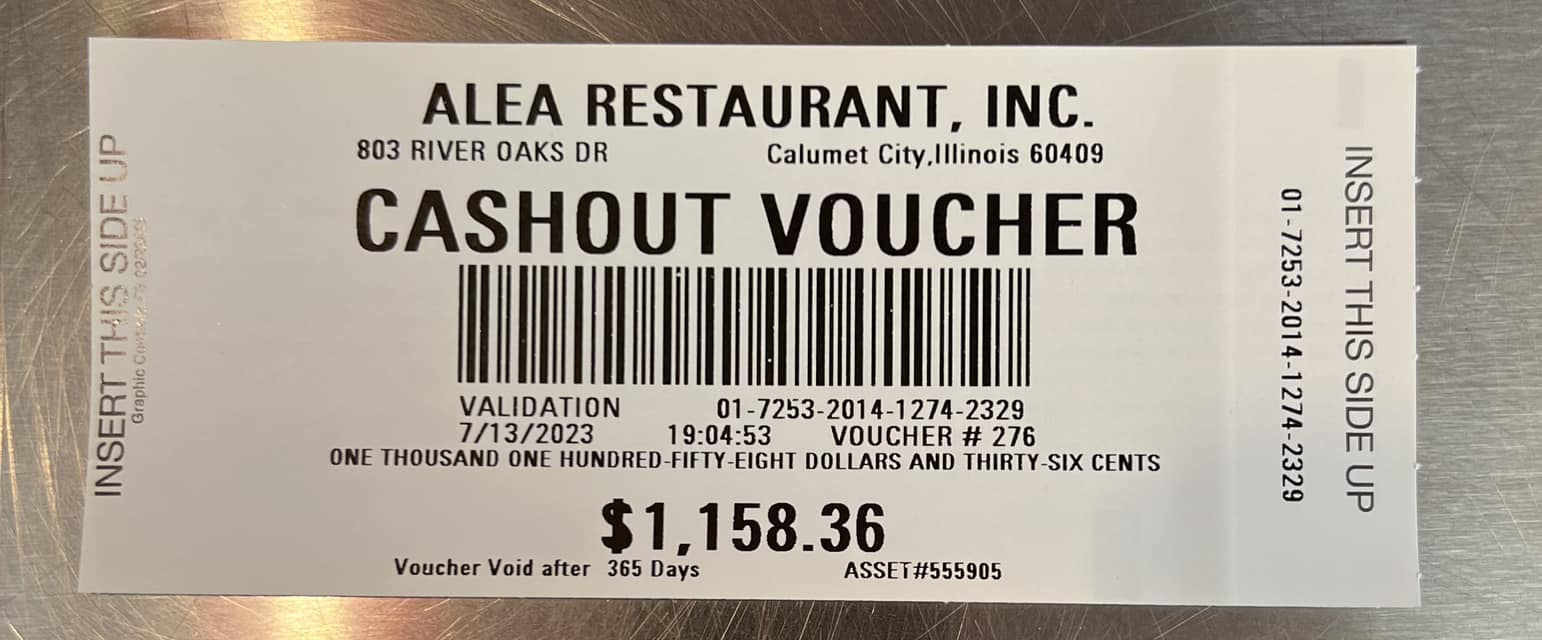 ALEA RESTAURANT, INC.
803 RIVER OAKS DR Calumet City,Illinois 60409
CASHOUT VOUCHER
VALIDATION 01-7253-2014-1274-2329
7/13/2023 19:04:53 VOUCHER # 276
ONE THOUSAND ONE HUNDRED-FIFTY-EIGHT DOLLARS AND THIRTY-SIX CENTS
$1,158.36
Voucher Void after 365 Days ASSET#555905
INSERT THIS SIDE UP
Graphic
01-7253-2014-1274-2329
INSERT THIS SIDE UP